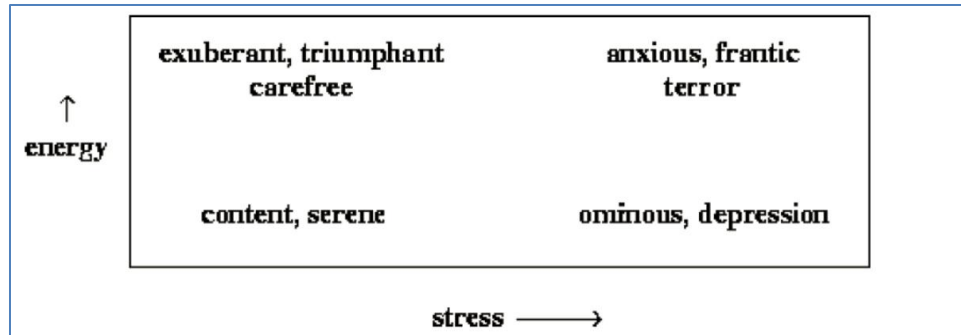 exuberant, triumphant
carefree
anxious, frantic
terror
↑
energy
content, serene
ominous, depression
stress ⟶